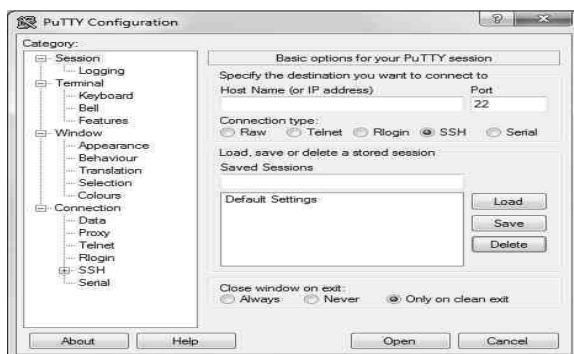 PuTTY Configuration
Category:
Session
Logging
Terminal
Keyboard
Bell
Features
Window
Appearance
Behaviour
Translation
Selection
Colours
Connection
Data
Proxy
Telnet
Rlogin
SSH
Serial
Basic options for your PuTTY session
Specify the destination you want to connect to
Host Name (or IP address) Port
22
Connection type:
Raw Telnet Rlogin SSH Serial
Load, save or delete a stored session
Saved Sessions
Default Settings
Load
Save
Delete
Close window on exit:
Always Never Only on clean exit
About Help Open Cancel